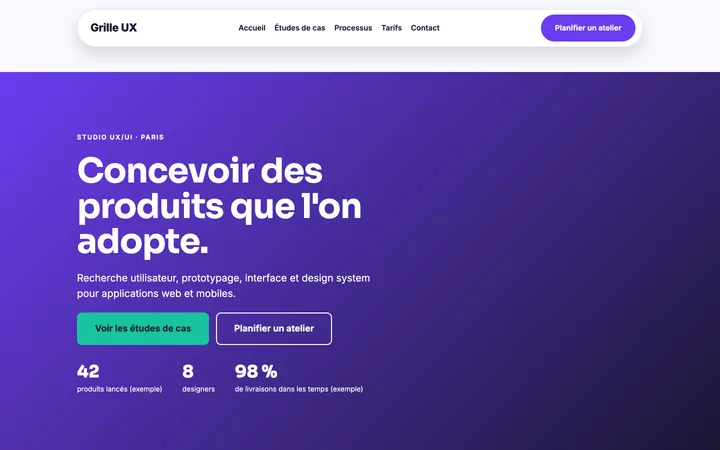 Grille UX
Accueil
Études de cas
Processus
Tarifs
Contact
Planifier un atelier
STUDIO UX/UI · PARIS
Concevoir des
produits que l'on
adopte.
Recherche utilisateur, prototypage, interface et design system
pour applications web et mobiles.
Voir les études de cas
Planifier un atelier
42
produits lancés (exemple)
8
designers
98 %
de livraisons dans les temps (exemple)